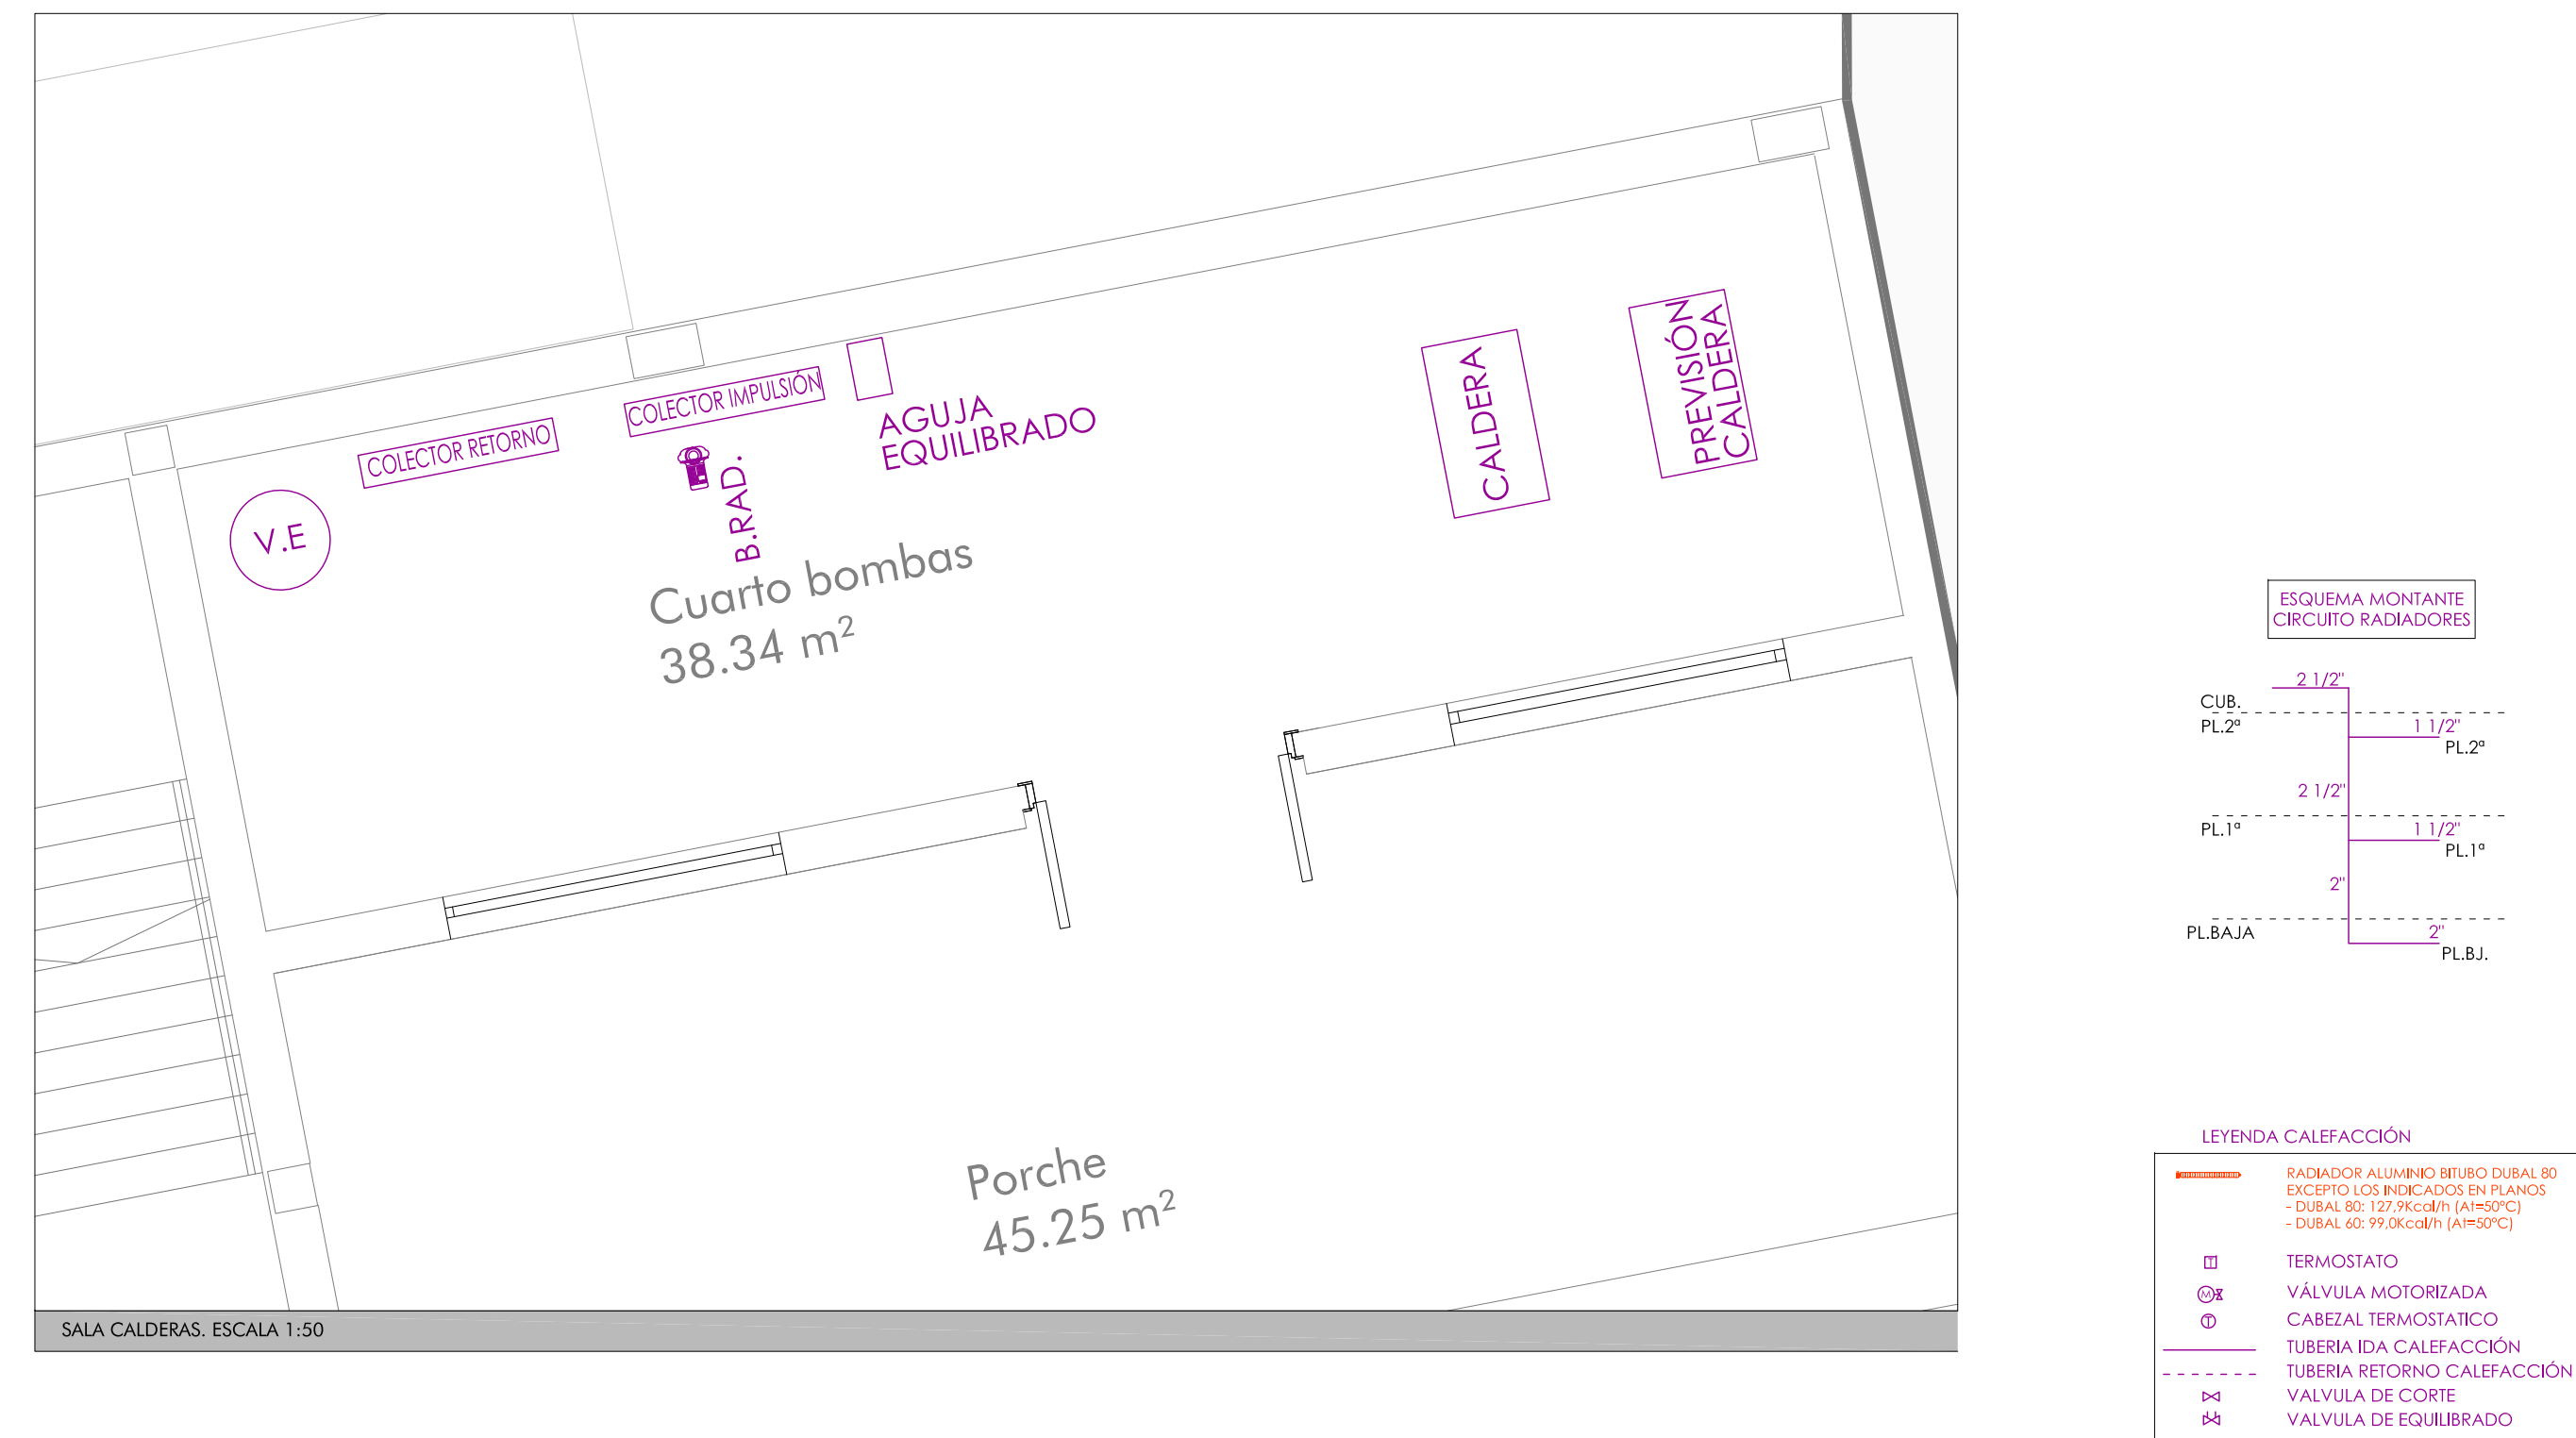 COLECTOR RETORNO
COLECTOR IMPULSIÓN
AGUJA
EQUILIBRADO
CALDERA
PREVISIÓN
CALDERA
V.E
B.RAD.
Cuarto bombas
38.34 m²
Porche
45.25 m²
SALA CALDERAS. ESCALA 1:50
ESQUEMA MONTANTE
CIRCUITO RADIADORES
2 1/2"
CUB.
PL.2ª
1 1/2"
PL.2ª
2 1/2"
PL.1ª
1 1/2"
PL.1ª
2"
PL.BAJA
2"
PL.BJ.
LEYENDA CALEFACCIÓN
RADIADOR ALUMINIO BITUBO DUBAL 80
EXCEPTO LOS INDICADOS EN PLANOS
- DUBAL 80: 127,9Kcal/h (At=50ºC)
- DUBAL 60: 99,0Kcal/h (At=50ºC)
T TERMOSTATO
M VÁLVULA MOTORIZADA
T CABEZAL TERMOSTATICO
TUBERIA IDA CALEFACCIÓN
TUBERIA RETORNO CALEFACCIÓN
VALVULA DE CORTE
VALVULA DE EQUILIBRADO